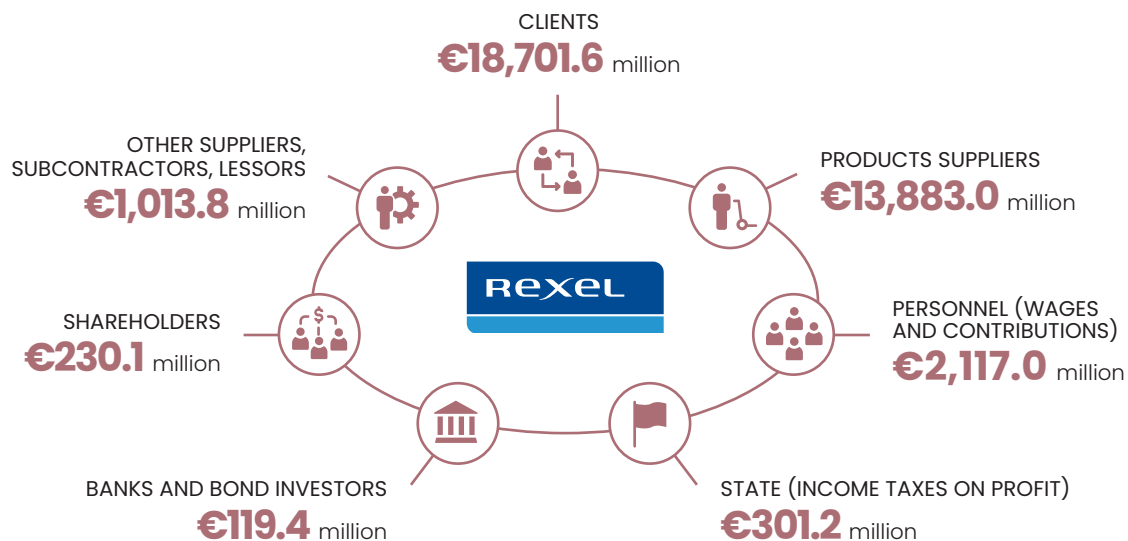 CLIENTS
€18,701.6 million
OTHER SUPPLIERS,
SUBCONTRACTORS, LESSORS
€1,013.8 million
PRODUCTS SUPPLIERS
€13,883.0 million
$
REXEL
SHAREHOLDERS
€230.1 million
PERSONNEL (WAGES
AND CONTRIBUTIONS)
€2,117.0 million
BANKS AND BOND INVESTORS
€119.4 million
STATE (INCOME TAXES ON PROFIT)
€301.2 million